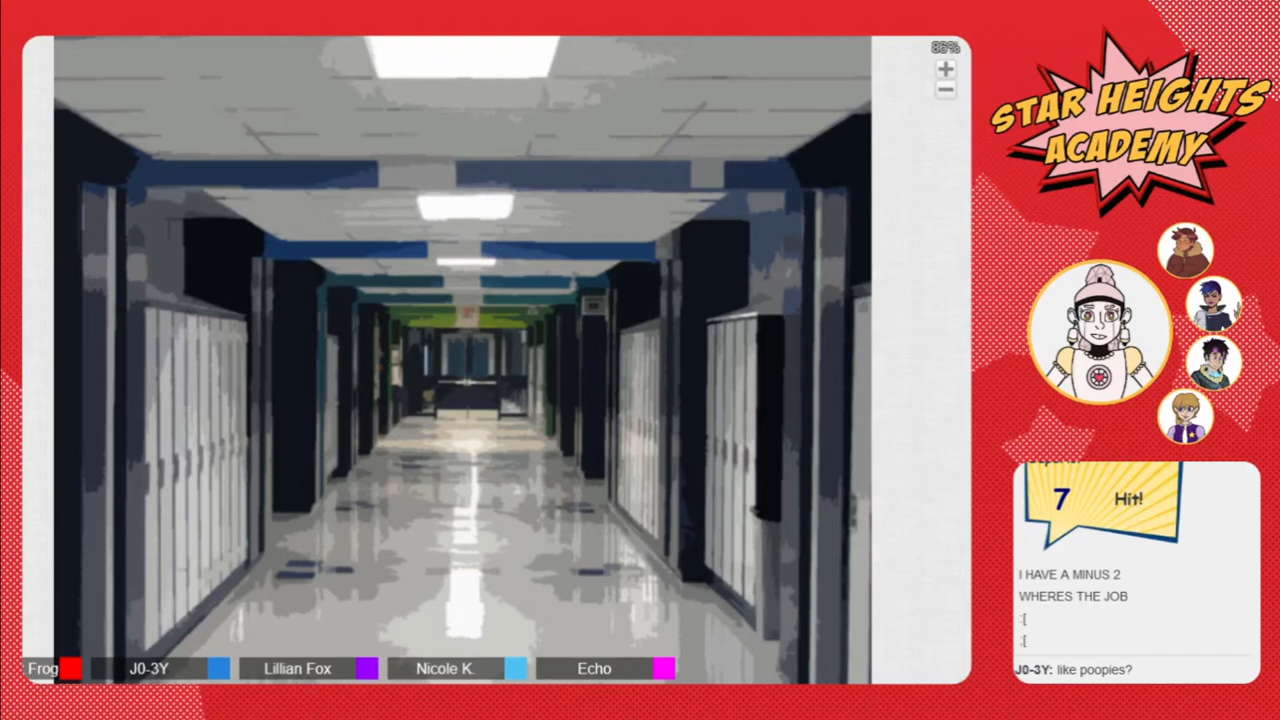 86%
STAR HEIGHTS
ACADEMY
7 Hit!
I HAVE A MINUS 2
WHERES THE JOB
:[
:[
J0-3Y: like poopies?
Frog J0-3Y Lillian Fox Nicole K. Echo